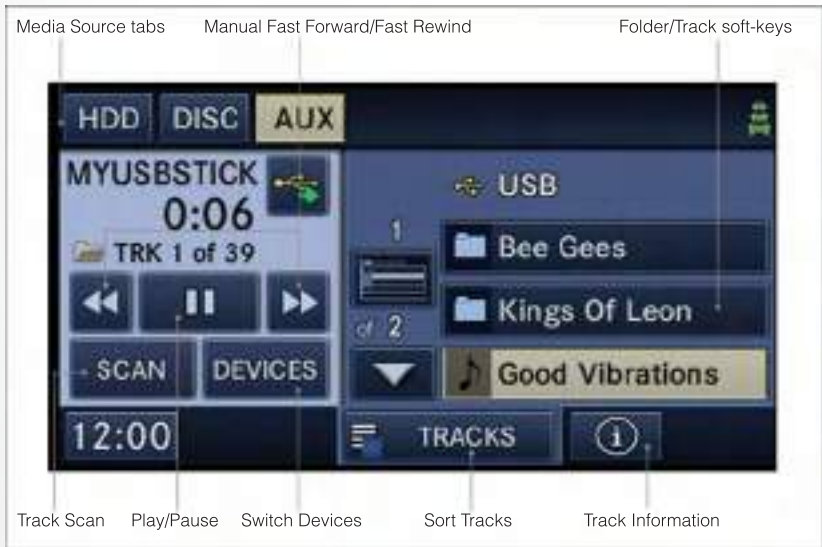 Media Source tabs
Manual Fast Forward/Fast Rewind
Folder/Track soft-keys
HDD
DISC
AUX
MYUSBSTICK
0:06
TRK 1 of 39
USB
1
of 2
Bee Gees
Kings Of Leon
Good Vibrations
SCAN
DEVICES
12:00
TRACKS
i
Track Scan
Play/Pause
Switch Devices
Sort Tracks
Track Information